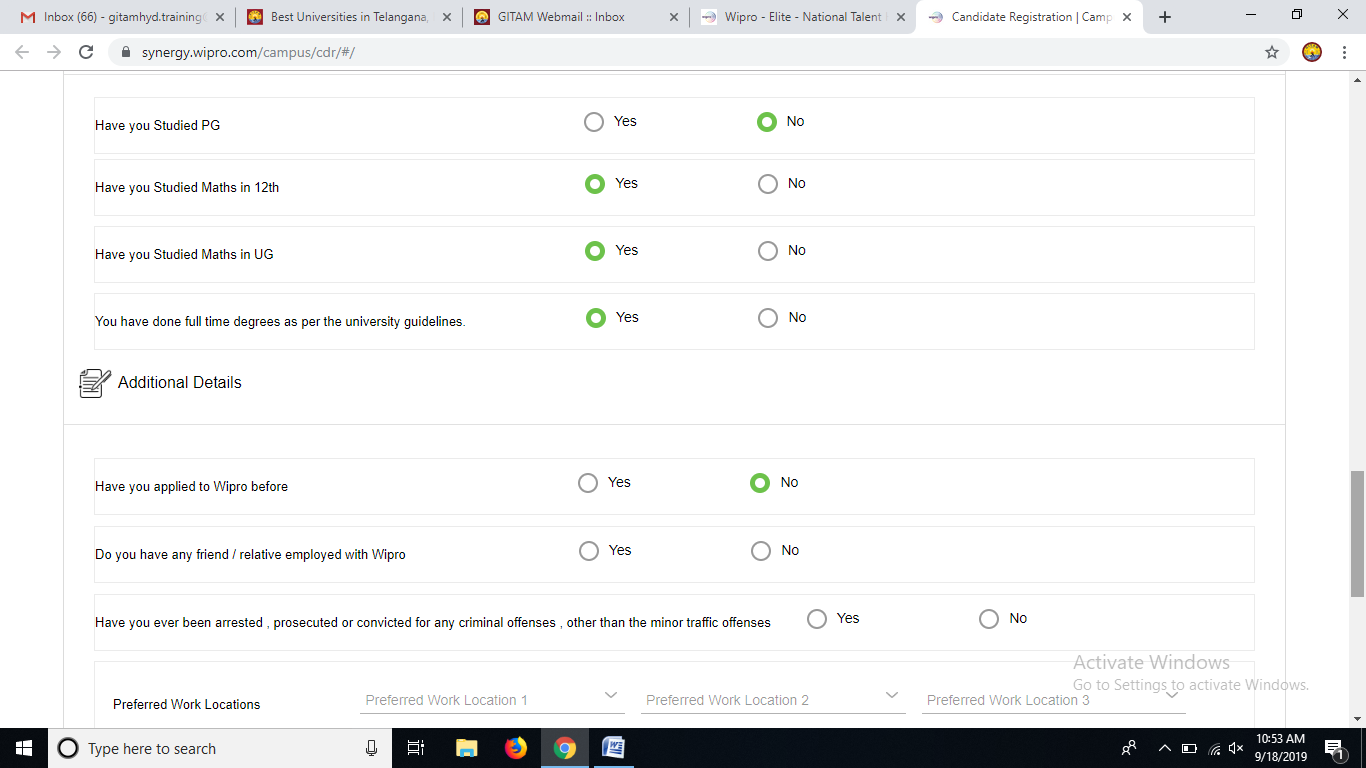 Inbox (66) - gitamhyd.training
Best Universities in Telangana,
GITAM Webmail :: Inbox
Wipro - Elite - National Talent
Candidate Registration | Camp
synergy.wipro.com/campus/cdr/#/
Have you Studied PG Yes No
Have you Studied Maths in 12th Yes No
Have you Studied Maths in UG Yes No
You have done full time degrees as per the university guidelines. Yes No
Additional Details
Have you applied to Wipro before Yes No
Do you have any friend / relative employed with Wipro Yes No
Have you ever been arrested , prosecuted or convicted for any criminal offenses , other than the minor traffic offenses Yes No
Activate Windows
Go to Settings to activate Windows.
Preferred Work Locations Preferred Work Location 1 Preferred Work Location 2 Preferred Work Location 3
Type here to search
10:53 AM
9/18/2019
1